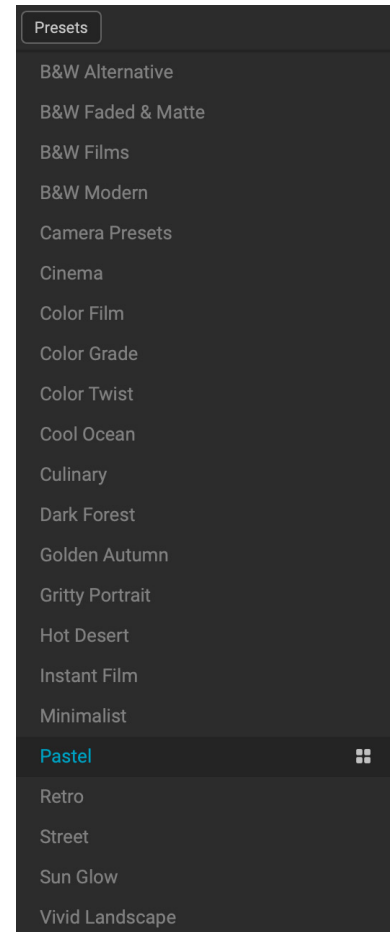 Presets
B&W Alternative
B&W Faded & Matte
B&W Films
B&W Modern
Camera Presets
Cinema
Color Film
Color Grade
Color Twist
Cool Ocean
Culinary
Dark Forest
Golden Autumn
Gritty Portrait
Hot Desert
Instant Film
Minimalist
Pastel
Retro
Street
Sun Glow
Vivid Landscape